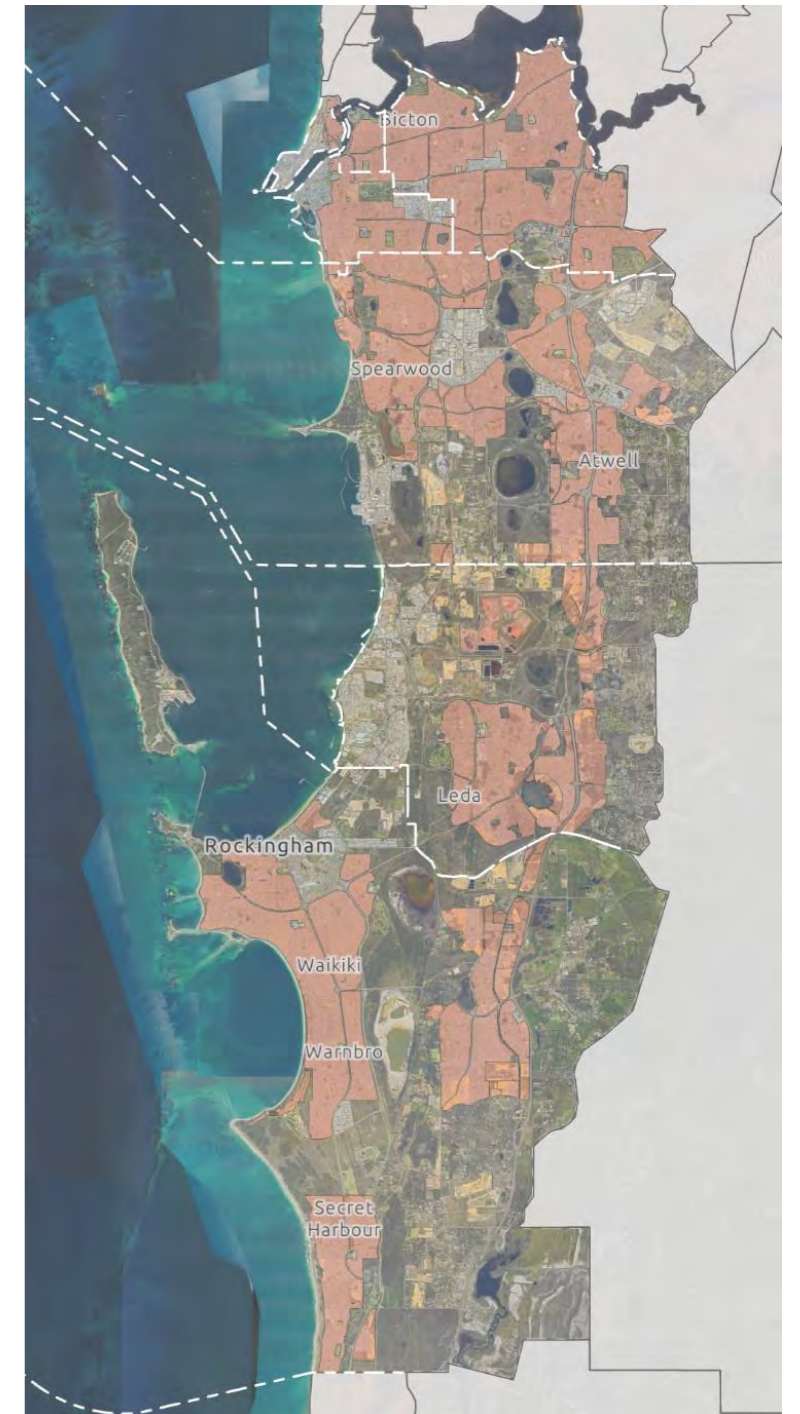 Bicton
Spearwood
Atwell
Leda
Rockingham
Waikiki
Warnbro
Secret
Harbour